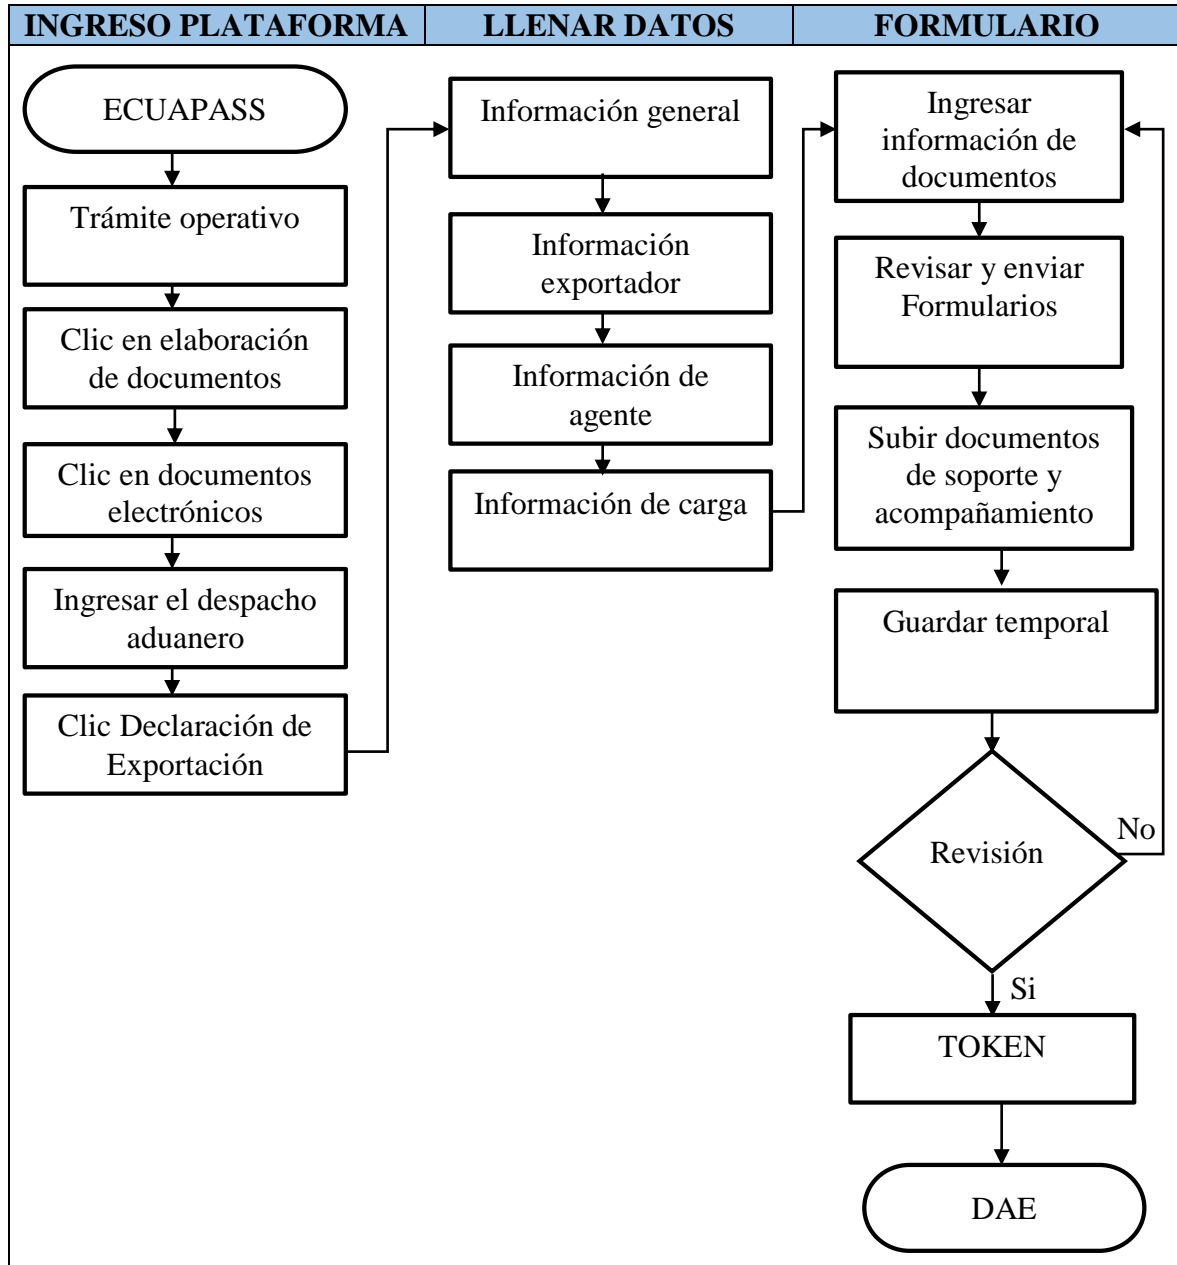 INGRESO PLATAFORMA
LLENAR DATOS
FORMULARIO
ECUAPASS
Trámite operativo
Clic en elaboración
de documentos
Clic en documentos
electrónicos
Ingresar el despacho
aduanero
Clic Declaración de
Exportación
Información general
Información
exportador
Información de
agente
Información de carga
Ingresar
información de
documentos
Revisar y enviar
Formularios
Subir documentos
de soporte y
acompañamiento
Guardar temporal
Revisión
No
Si
TOKEN
DAE